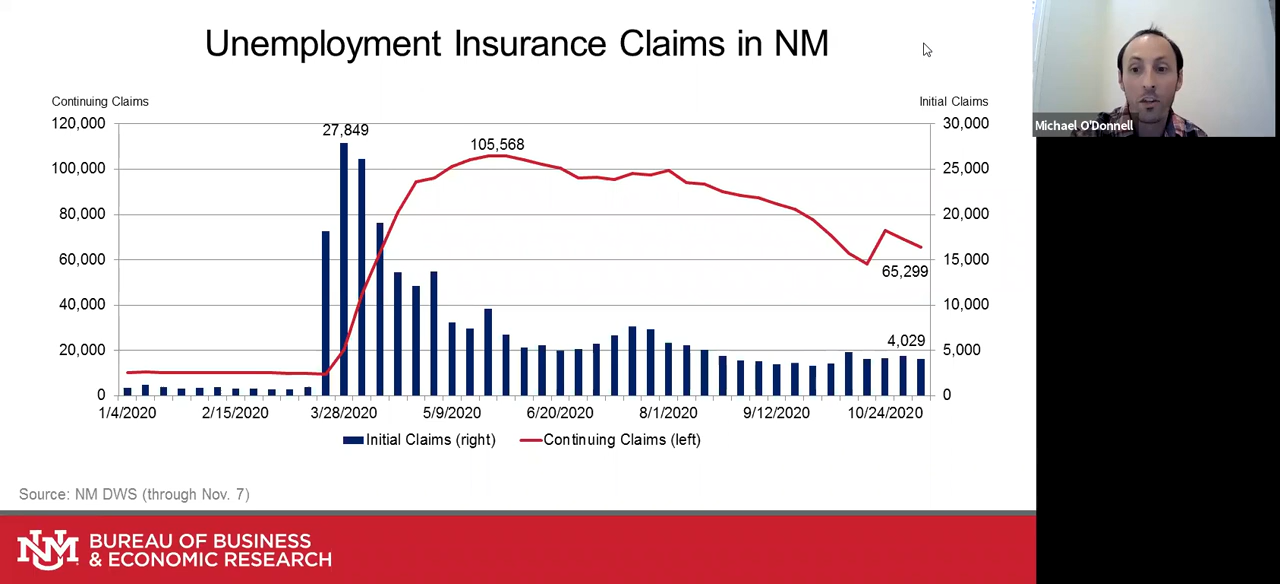 Unemployment Insurance Claims in NM
Michael O'Donnell
Continuing Claims
Initial Claims
120,000
30,000
27,849
105,568
100,000
25,000
80,000
20,000
60,000
15,000
65,299
40,000
10,000
4,029
20,000
5,000
0
0
1/4/2020 2/15/2020 3/28/2020 5/9/2020 6/20/2020 8/1/2020 9/12/2020 10/24/2020
Initial Claims (right) Continuing Claims (left)
Source: NM DWS (through Nov. 7)
UNM
BUREAU OF BUSINESS
& ECONOMIC RESEARCH